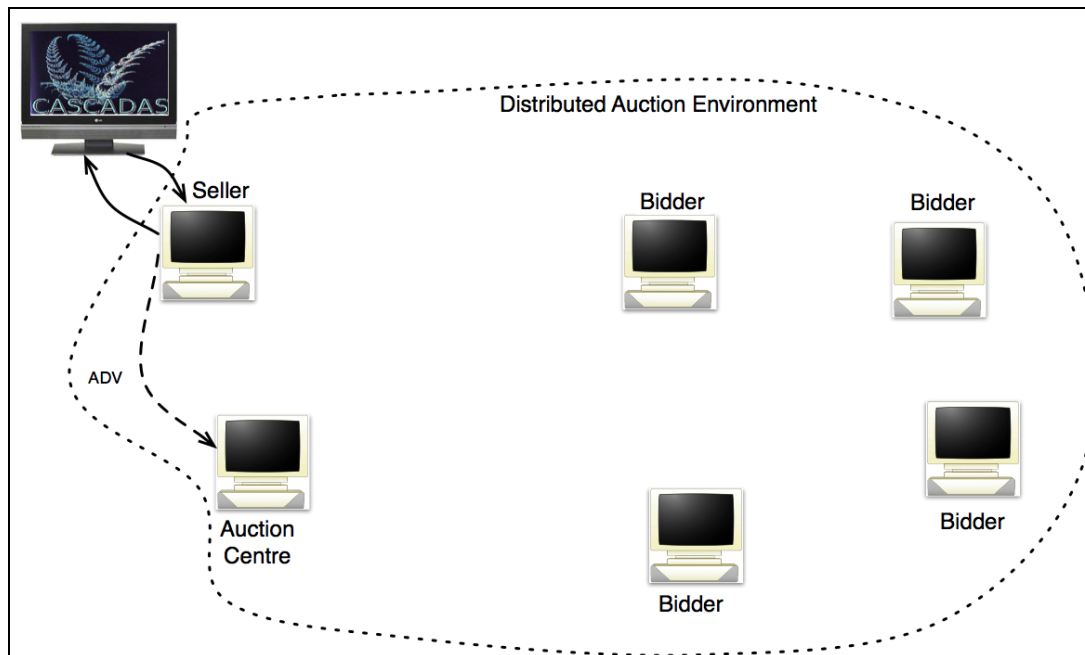 CASCADAS
Distributed Auction Environment
Seller
Bidder
Bidder
ADV
Auction
Centre
Bidder
Bidder